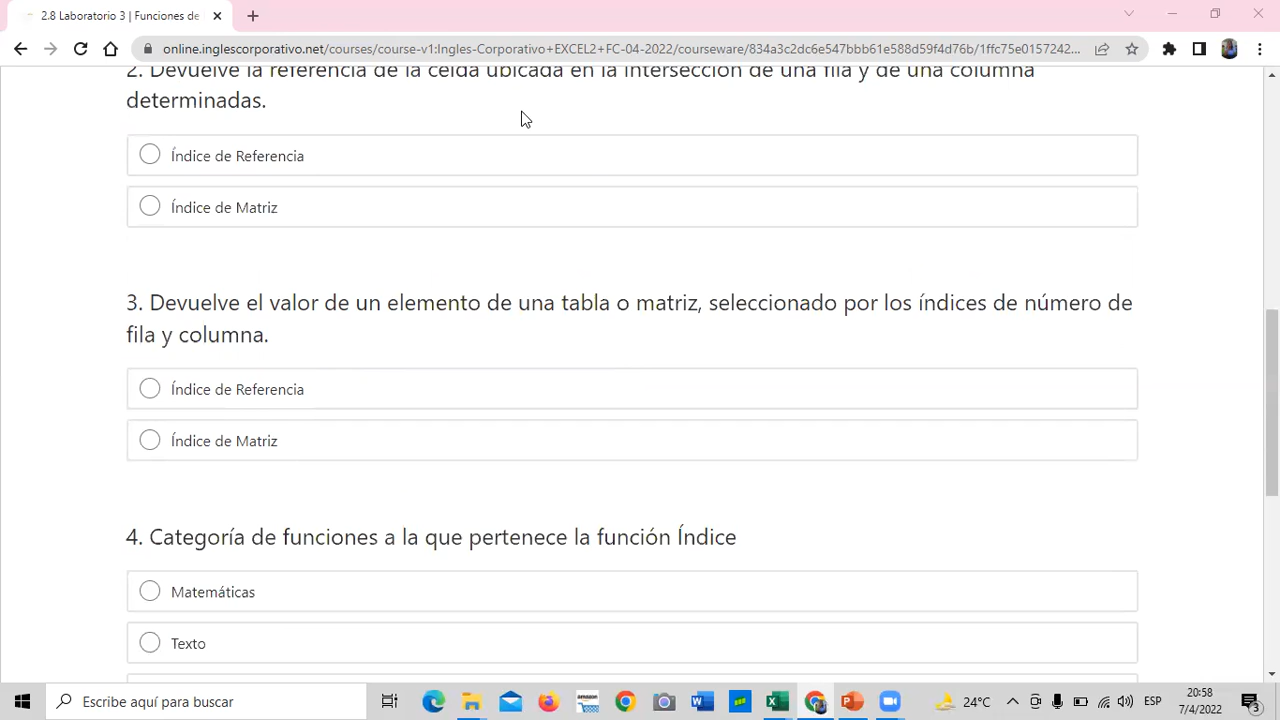 2.8 Laboratorio 3 | Funciones de
online.inglescorporativo.net/courses/course-v1:Ingles-Corporativo+EXCEL2+FC-04-2022/courseware/834a3c20c6e547bbb61e588d59f4d76b/1ffc75e0157242...
2. Devuelve la referencia de la celda ubicada en la intersección de una fila y de una columna
determinadas.
Índice de Referencia
Índice de Matriz
3. Devuelve el valor de un elemento de una tabla o matriz, seleccionado por los índices de número de
fila y columna.
Índice de Referencia
Índice de Matriz
4. Categoría de funciones a la que pertenece la función Índice
Matemáticas
Texto
Escribe aquí para buscar
amazon
24°C
ESP
20:58
7/4/2022
3